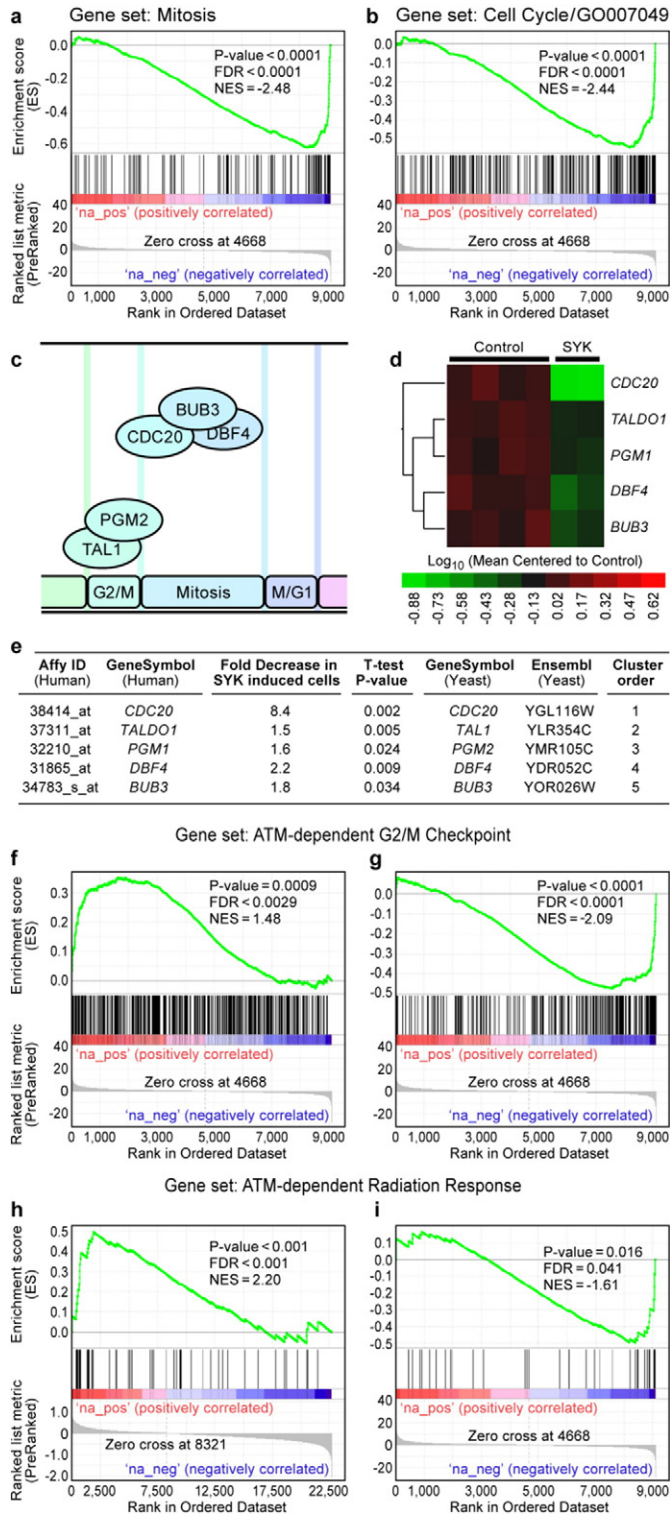 a Gene set: Mitosis
Enrichment score
(ES)
0.0
-0.2
-0.4
-0.6
P-value < 0.0001
FDR < 0.0001
NES = -2.48
Ranked list metric
(PreRanked)
40
20
0
-20
‘na_pos’ (positively correlated)
Zero cross at 4668
‘na_neg’ (negatively correlated)
0 1,000 3,000 5,000 7,000 9,000
Rank in Ordered Dataset
b Gene set: Cell Cycle/GO007049
0.0
-0.1
-0.2
-0.3
-0.4
-0.5
P-value < 0.0001
FDR < 0.0001
NES = -2.44
40
20
0
-20
‘na_pos’ (positively correlated)
Zero cross at 4668
‘na_neg’ (negatively correlated)
0 1,000 3,000 5,000 7,000 9,000
Rank in Ordered Dataset
c
BUB3
CDC20
DBF4
PGM2
TAL1
G2/M Mitosis M/G1
d
Control SYK
CDC20
TALDO1
PGM1
DBF4
BUB3
Log10 (Mean Centered to Control)
-0.88 -0.73 -0.58 -0.43 -0.28 -0.13 0.02 0.17 0.32 0.47 0.62
e
Affy ID GeneSymbol Fold Decrease in T-test GeneSymbol Ensembl Cluster
(Human) (Human) SYK induced cells P-value (Yeast) (Yeast) order
38414_at CDC20 8.4 0.002 CDC20 YGL116W 1
37311_at TALDO1 1.5 0.005 TAL1 YLR354C 2
32210_at PGM1 1.6 0.024 PGM2 YMR105C 3
31865_at DBF4 2.2 0.009 DBF4 YDR052C 4
34783_s_at BUB3 1.8 0.034 BUB3 YOR026W 5
Gene set: ATM-dependent G2/M Checkpoint
f
Enrichment score
(ES)
0.3
0.2
0.1
0.0
P-value = 0.0009
FDR < 0.0029
NES = 1.48
Ranked list metric
(PreRanked)
40
20
0
-20
‘na_pos’ (positively correlated)
Zero cross at 4668
‘na_neg’ (negatively correlated)
0 1,000 3,000 5,000 7,000 9,000
Rank in Ordered Dataset
g
0.0
-0.1
-0.2
-0.3
-0.4
-0.5
P-value < 0.0001
FDR < 0.0001
NES = -2.09
40
20
0
-20
‘na_pos’ (positively correlated)
Zero cross at 4668
‘na_neg’ (negatively correlated)
0 1,000 3,000 5,000 7,000 9,000
Rank in Ordered Dataset
Gene set: ATM-dependent Radiation Response
h
Enrichment score
(ES)
0.5
0.4
0.3
0.2
0.1
0.0
P-value < 0.001
FDR < 0.001
NES = 2.20
Ranked list metric
(PreRanked)
1.0
0
-1.0
-2.0
‘na_pos’ (positively correlated)
Zero cross at 8321
‘na_neg’ (negatively correlated)
0 2,500 7,500 12,500 17,500 22,500
Rank in Ordered Dataset
i
0.1
0.0
-0.1
-0.2
-0.3
-0.4
-0.5
P-value = 0.016
FDR = 0.041
NES = -1.61
40
20
0
-20
‘na_pos’ (positively correlated)
Zero cross at 4668
‘na_neg’ (negatively correlated)
0 1,000 3,000 5,000 7,000 9,000
Rank in Ordered Dataset